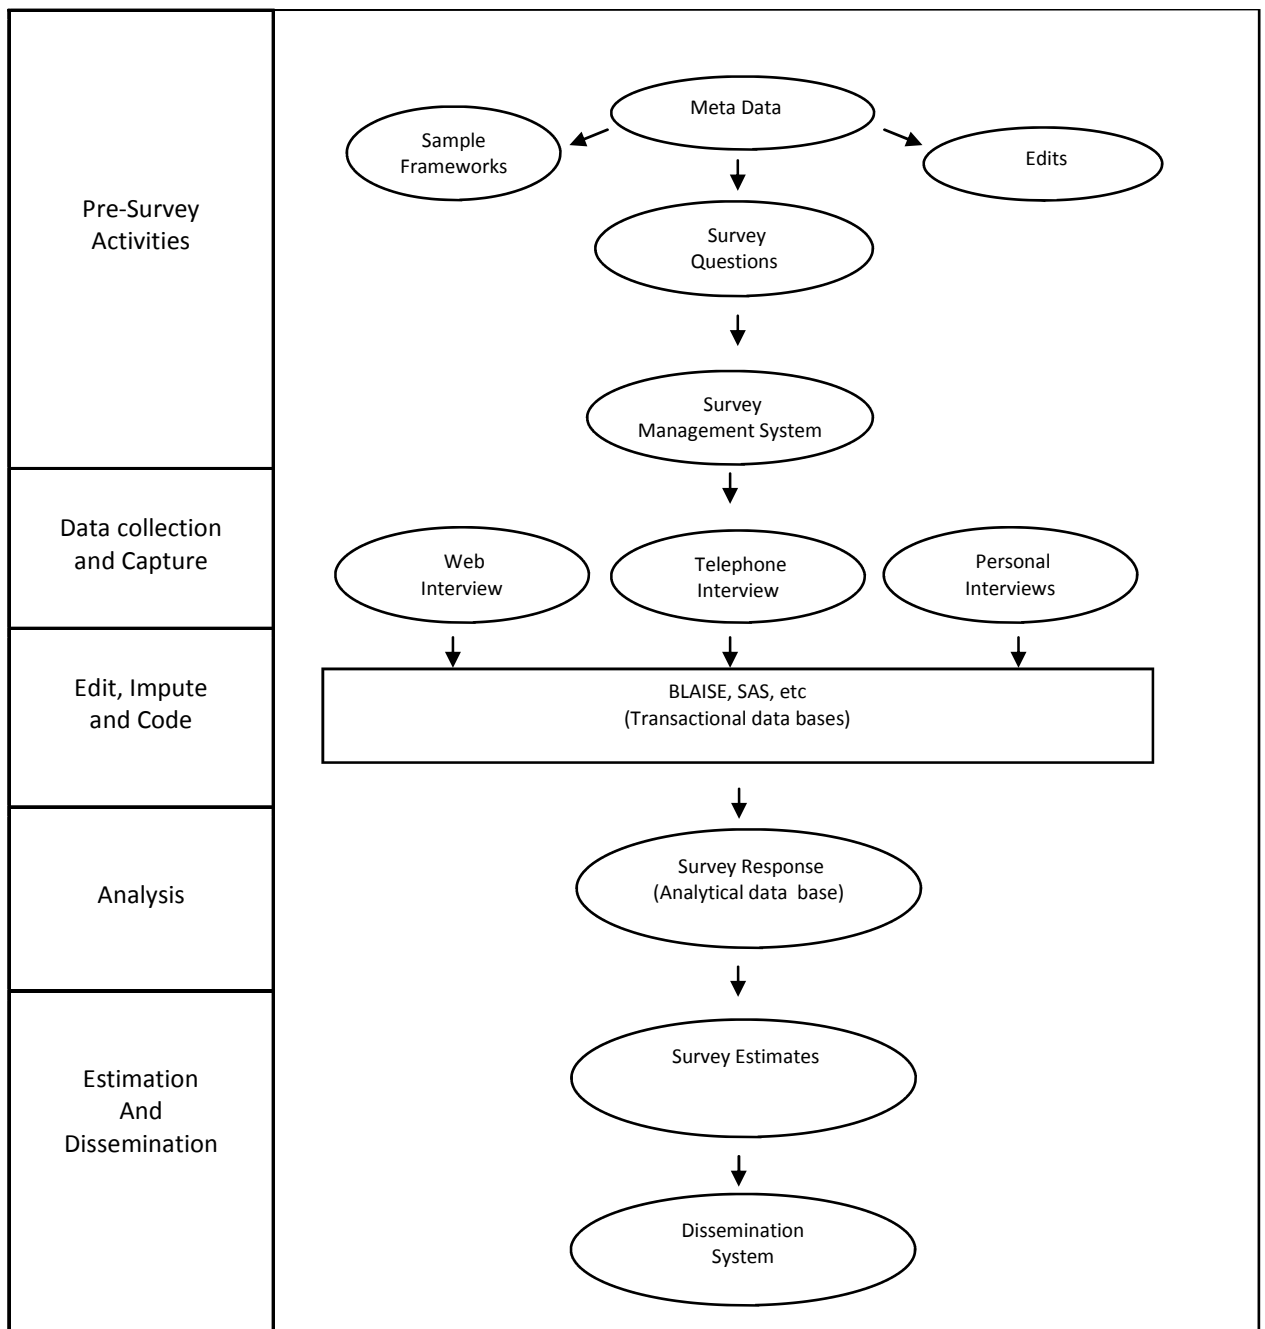 Pre-Survey
Activities
Meta Data
Sample
Frameworks
Edits
Survey
Questions
Survey
Management System
Data collection
and Capture
Web
Interview
Telephone
Interview
Personal
Interviews
Edit, Impute
and Code
BLAISE, SAS, etc
(Transactional data bases)
Analysis
Survey Response
(Analytical data  base)
Estimation
And
Dissemination
Survey Estimates
Dissemination
System